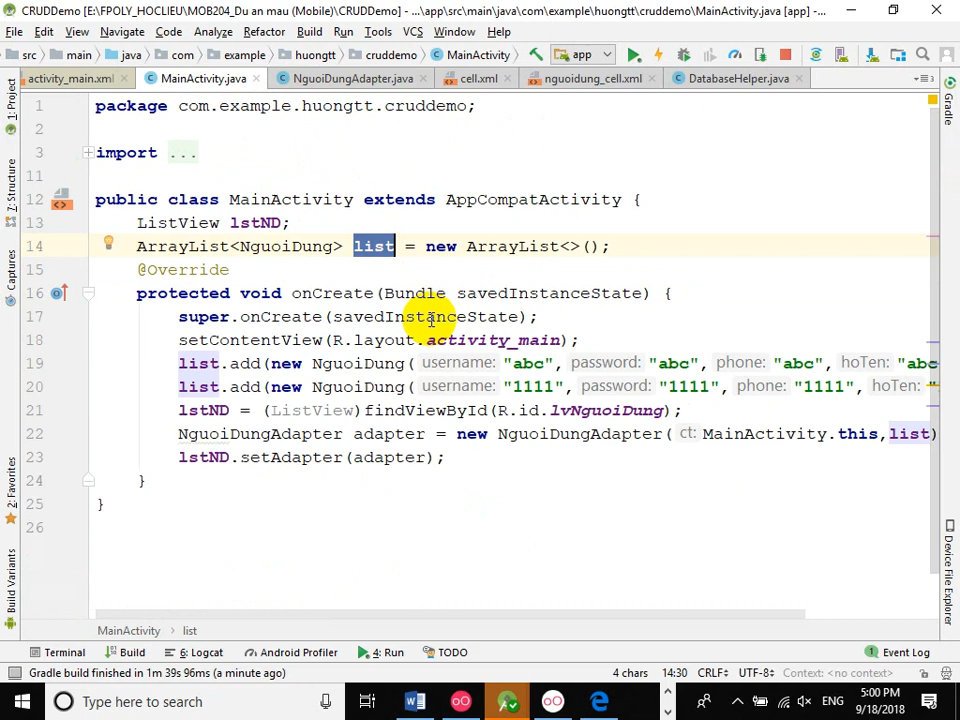 CRUDDemo [E:\FPOLY_HOCLIEU\MOB204_Du an mau (Mobile)\CRUDDemo] - ...\app\src\main\java\com\example\huongtt\cruddemo\MainActivity.java [app] - ...
File Edit View Navigate Code Analyze Refactor Build Run Tools VCS Window Help
src main java com example huongtt cruddemo MainActivity app
activity_main.xml MainActivity.java NguoiDungAdapter.java cell.xml nguoidung_cell.xml DatabaseHelper.java
1: Project
7: Structure
Captures
2: Favorites
Build Variants
Gradle
Device File Explorer
1 package com.example.huongtt.cruddemo;
2
3 import ...
11
12 public class MainActivity extends AppCompatActivity {
13 ListView lstND;
14 ArrayList<NguoiDung> list = new ArrayList<>();
15 @Override
16 protected void onCreate(Bundle savedInstanceState) {
17 super.onCreate(savedInstanceState);
18 setContentView(R.layout.activity_main);
19 list.add(new NguoiDung( username: "abc", password: "abc", phone: "abc", hoTen: "abc
20 list.add(new NguoiDung( username: "1111", password: "1111", phone: "1111", hoTen: "
21 lstND = (ListView)findViewById(R.id.lvNguoiDung);
22 NguoiDungAdapter adapter = new NguoiDungAdapter( ct: MainActivity.this,list)
23 lstND.setAdapter(adapter);
24 }
25 }
26
MainActivity list
Terminal Build 6: Logcat Android Profiler 4: Run TODO 1 Event Log
Gradle build finished in 1m 39s 96ms (a minute ago) 4 chars 14:30 CRLF UTF-8 Context: <no context>
Type here to search ENG 5:00 PM
9/18/2018